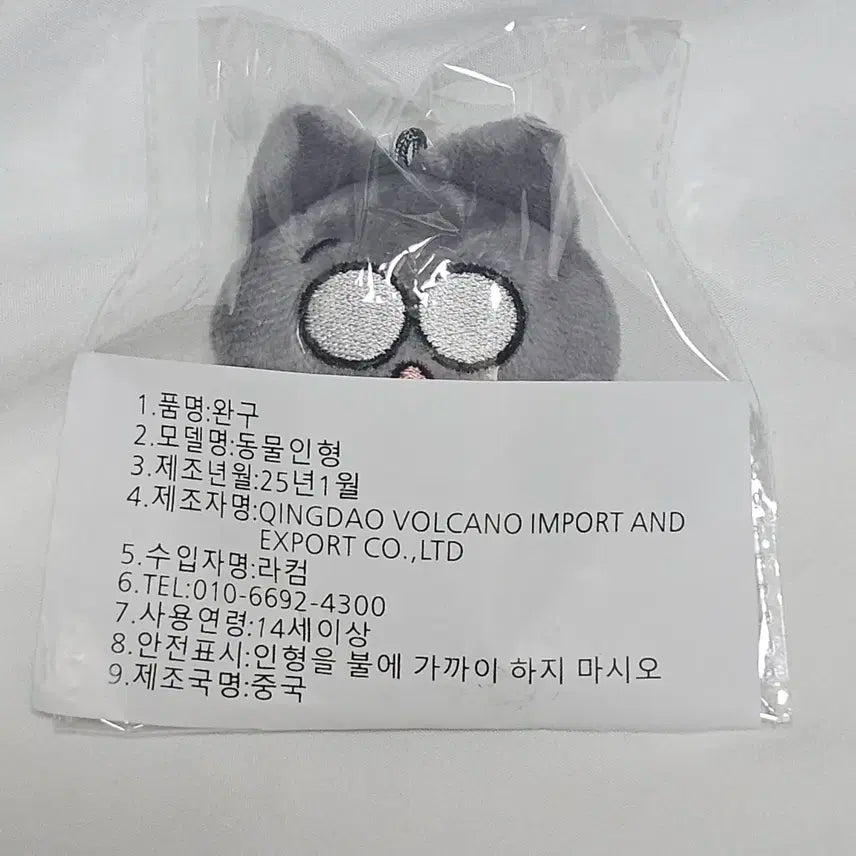 1.품명:완구
2.모델명:동물인형
3.제조년월:25년1월
4.제조자명:QINGDAO VOLCANO IMPORT AND
EXPORT CO.,LTD
5.수입자명:라컴
6.TEL:010-6692-4300
7.사용연령:14세이상
8.안전표시:인형을 불에 가까이 하지 마시오
9.제조국명:중국